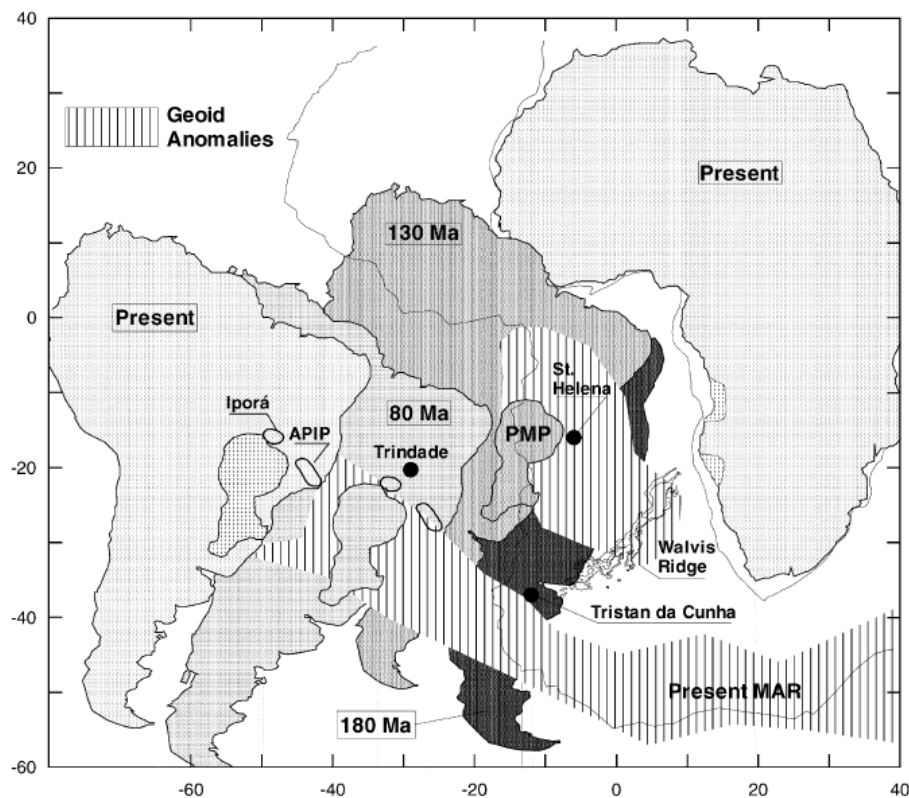 40
20
0
-20
-40
-60
Geoid
Anomalies
Present
130 Ma
Present
St.
Helena
Iporá
APIP
80 Ma
Trindade
PMP
Walvis
Ridge
Tristan da Cunha
Present MAR
180 Ma
-60
-40
-20
0
20
40